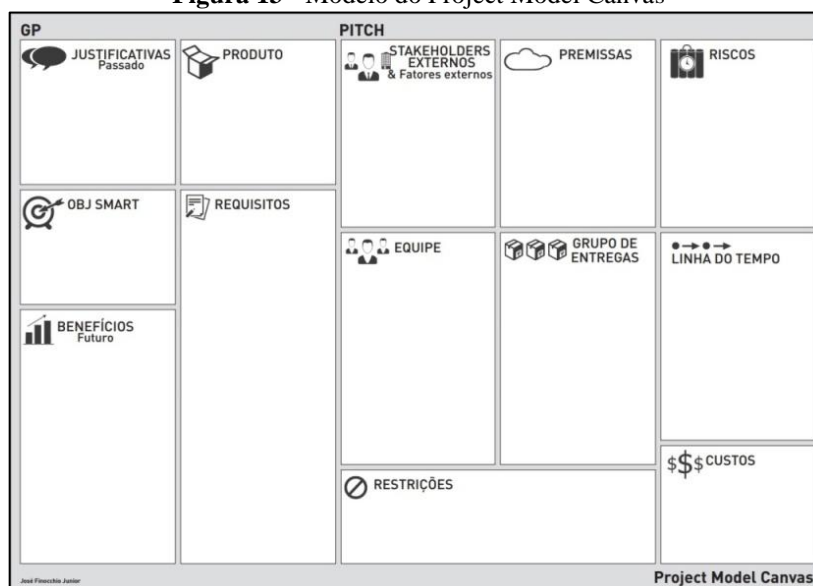 Figura 15 - Modelo do Project Model Canvas
GP
PITCH
JUSTIFICATIVAS
Passado
PRODUTO
STAKEHOLDERS
EXTERNOS
& Fatores externos
PREMISSAS
RISCOS
OBJ SMART
REQUISITOS
EQUIPE
GRUPO DE
ENTREGAS
LINHA DO TEMPO
BENEFÍCIOS
Futuro
RESTRIÇÕES
$$$ CUSTOS
José Finocchio Junior
Project Model Canvas